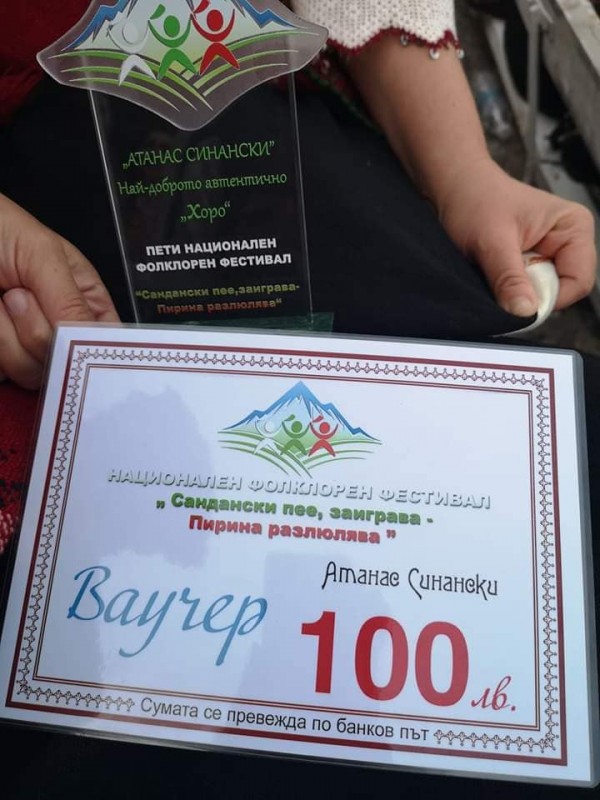 „АТАНАС СИНАНСКИ"
Най-доброто автентично
„Хоро"
ПЕТИ НАЦИОНАЛЕН
ФОЛКЛОРЕН ФЕСТИВАЛ
"Сандански пее,заиграва-
Пирина разлюлява"
НАЦИОНАЛЕН ФОЛКЛОРЕН ФЕСТИВАЛ
„ Сандански пее, заиграва -
Пирина разлюлява "
Атанас Синански
Ваучер
100 лв.
Сумата се превежда по банков път